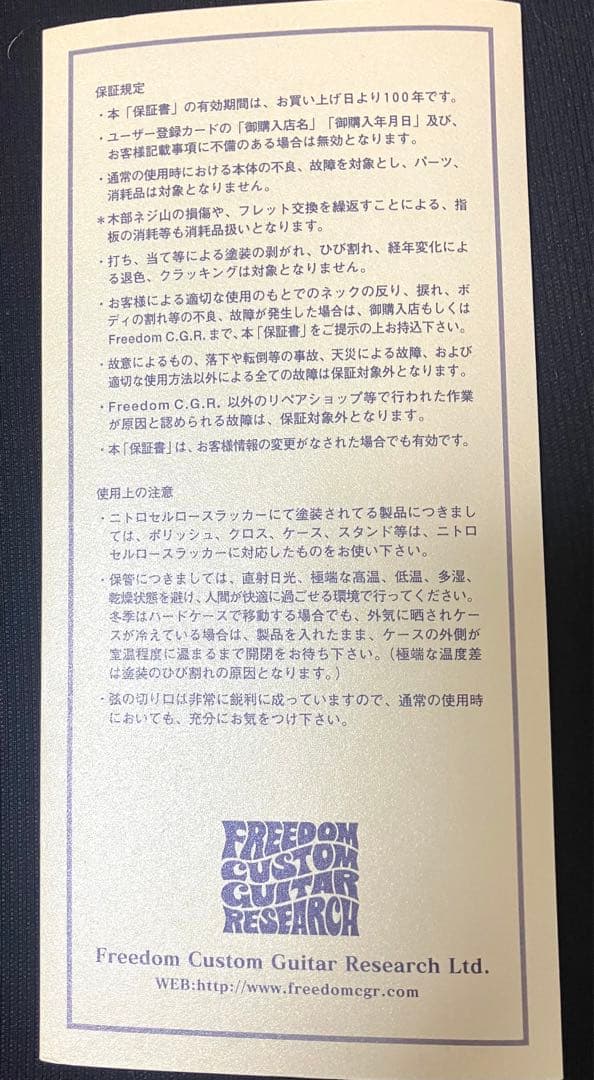 保証規定
・本「保証書」の有効期間は、お買い上げ日より100年です。
・ユーザー登録カードの「御購入店名」「御購入年月日」及び、
お客様記載事項に不備のある場合は無効となります。
・通常の使用時における本体の不良、故障を対象とし、パーツ、
消耗品は対象となりません。
＊木部ネジ山の損傷や、フレット交換を繰返すことによる、指
板の消耗等も消耗品扱いとなります。
・打ち、当て等による塗装の剥がれ、ひび割れ、経年変化によ
る退色、クラッキングは対象となりません。
・お客様による適切な使用のもとでのネックの反り、捩れ、ボ
ディの割れ等の不良、故障が発生した場合は、御購入店もしくは
Freedom C.G.R.まで、本「保証書」をご提示の上お持込下さい。
・故意によるもの、落下や転倒等の事故、天災による故障、および
適切な使用方法以外による全ての故障は保証対象外となります。
・Freedom C.G.R. 以外のリペアショップ等で行われた作業
が原因と認められる故障は、保証対象外となります。
・本「保証書」は、お客様情報の変更がなされた場合でも有効です。
使用上の注意
・ニトロセルロースラッカーにて塗装されてる製品につきまし
ては、ポリッシュ、クロス、ケース、スタンド等は、ニトロ
セルロースラッカーに対応したものをお使い下さい。
・保管につきましては、直射日光、極端な高温、低温、多湿、
乾燥状態を避け、人間が快適に過ごせる環境で行ってください。
冬季はハードケースで移動する場合でも、外気に晒されケー
スが冷えている場合は、製品を入れたまま、ケースの外側が
室温程度に温まるまで開閉をお待ち下さい。（極端な温度差
は塗装のひび割れの原因となります。）
・弦の切り口は非常に鋭利に成っていますので、通常の使用時
においても、充分にお気をつけ下さい。
FREEDOM
CUSTOM
GUITAR
RESEARCH
Freedom Custom Guitar Research Ltd.
WEB:http://www.freedomcgr.com